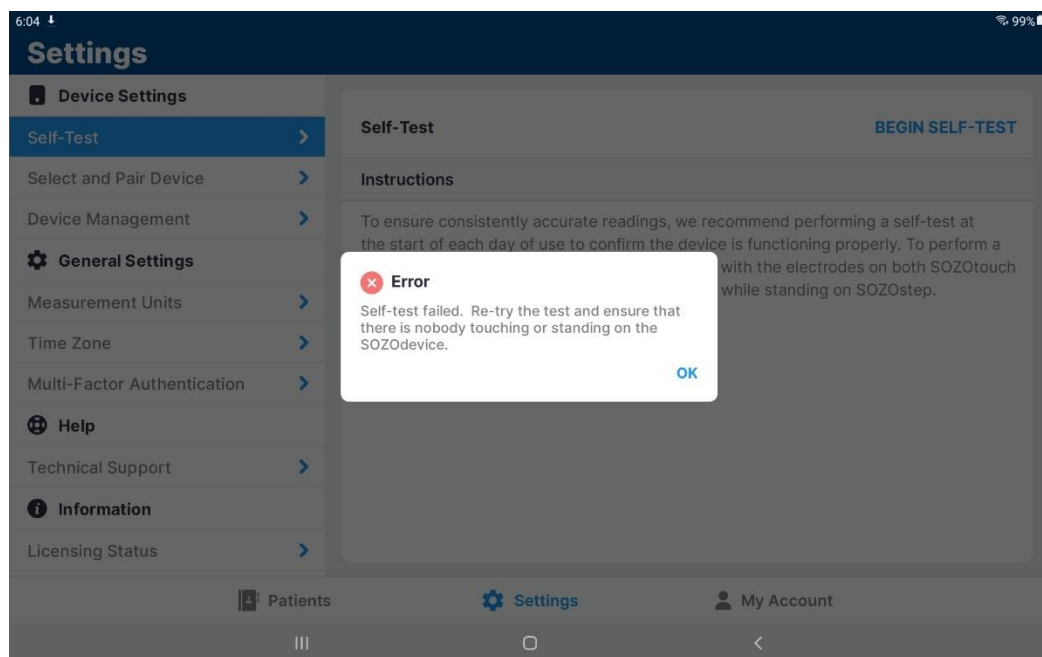 6:04
99%
Settings
Device Settings
Self-Test
Select and Pair Device
Device Management
General Settings
Measurement Units
Time Zone
Multi-Factor Authentication
Help
Technical Support
Information
Licensing Status
Self-Test
BEGIN SELF-TEST
Instructions
To ensure consistently accurate readings, we recommend performing a self-test at
the start of each day of use to confirm the device is functioning properly. To perform a
with the electrodes on both SOZOtouch
while standing on SOZOstep.
Error
Self-test failed. Re-try the test and ensure that
there is nobody touching or standing on the
SOZOdevice.
OK
Patients
Settings
My Account